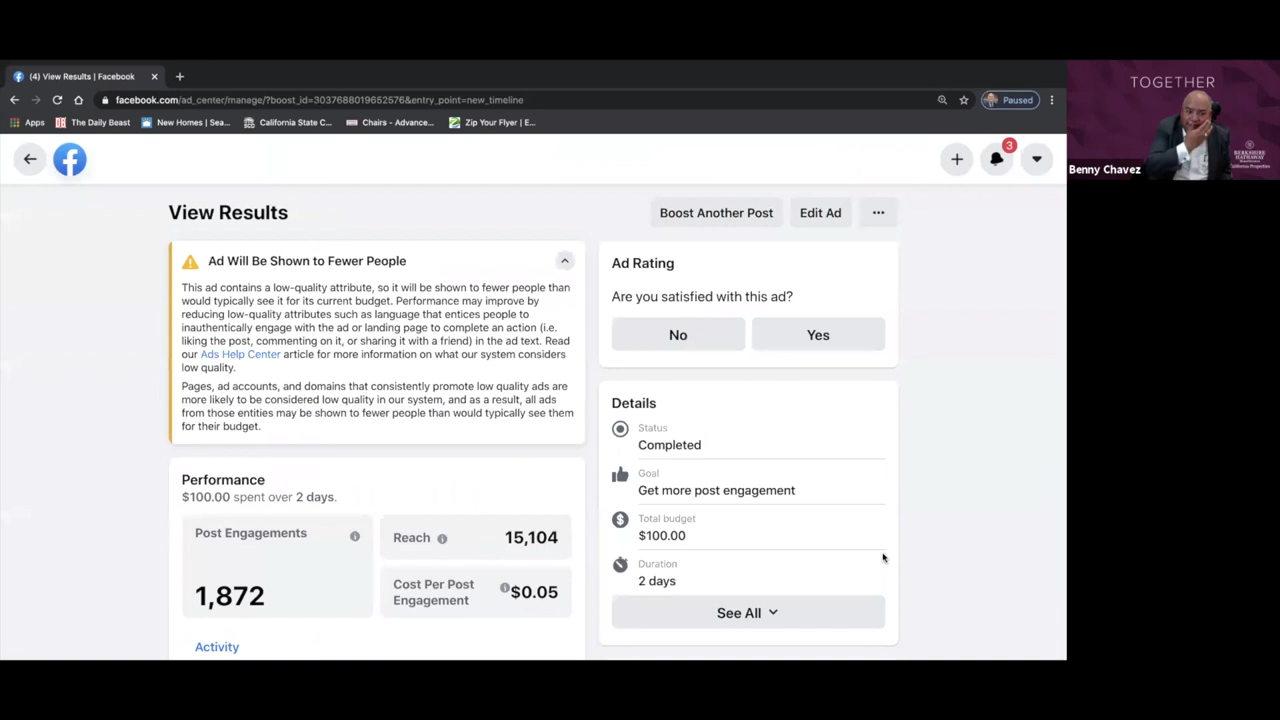 (4) View Results | Facebook
facebook.com/ad_center/manage/?boost_id=3037688019652576&entry_point=new_timeline
Paused
Apps
The Daily Beast
New Homes | Sea...
California State C...
Chairs - Advance...
Zip Your Flyer | E...
3
View Results
Boost Another Post
Edit Ad
Ad Will Be Shown to Fewer People
This ad contains a low-quality attribute, so it will be shown to fewer people than
would typically see it for its current budget. Performance may improve by
reducing low-quality attributes such as language that entices people to
inauthentically engage with the ad or landing page to complete an action (i.e.
liking the post, commenting on it, or sharing it with a friend) in the ad text. Read
our Ads Help Center article for more information on what our system considers
low quality.
Pages, ad accounts, and domains that consistently promote low quality ads are
more likely to be considered low quality in our system, and as a result, all ads
from those entities may be shown to fewer people than would typically see them
for their budget.
Performance
$100.00 spent over 2 days.
Post Engagements
1,872
Reach
15,104
Cost Per Post
Engagement
$0.05
Activity
Ad Rating
Are you satisfied with this ad?
No
Yes
Details
Status
Completed
Goal
Get more post engagement
Total budget
$100.00
Duration
2 days
See All
TOGETHER
BERKSHIRE
HATHAWAY
California Properties
Benny Chavez